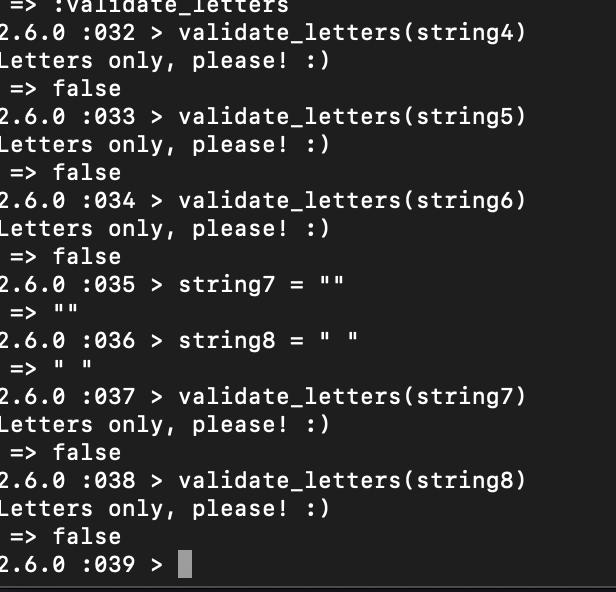 => :validate_letters
2.6.0 :032 > validate_letters(string4)
Letters only, please! :)
=> false
2.6.0 :033 > validate_letters(string5)
Letters only, please! :)
=> false
2.6.0 :034 > validate_letters(string6)
Letters only, please! :)
=> false
2.6.0 :035 > string7 = ""
=> ""
2.6.0 :036 > string8 = " "
=> " "
2.6.0 :037 > validate_letters(string7)
Letters only, please! :)
=> false
2.6.0 :038 > validate_letters(string8)
Letters only, please! :)
=> false
2.6.0 :039 >